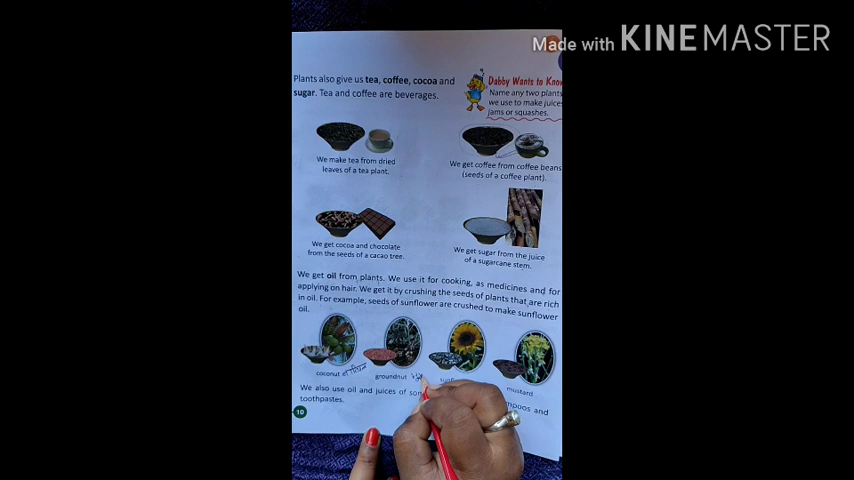 Made with KINEMASTER
Plants also give us tea, coffee, cocoa and
sugar. Tea and coffee are beverages.
Dabby Wants to Know
Name any two plants
we use to make juices
jams or squashes.
We make tea from dried
leaves of a tea plant.
We get coffee from coffee beans
(seeds of a coffee plant).
We get cocoa and chocolate
from the seeds of a cacao tree.
We get sugar from the juice
of a sugarcane stem.
We get oil from plants. We use it for cooking, as medicines and for
applying on hair. We get it by crushing the seeds of plants that are rich
in oil. For example, seeds of sunflower are crushed to make sunflower
oil.
coconut
groundnut
mustard
We also use oil and juices of
and
toothpastes.
10